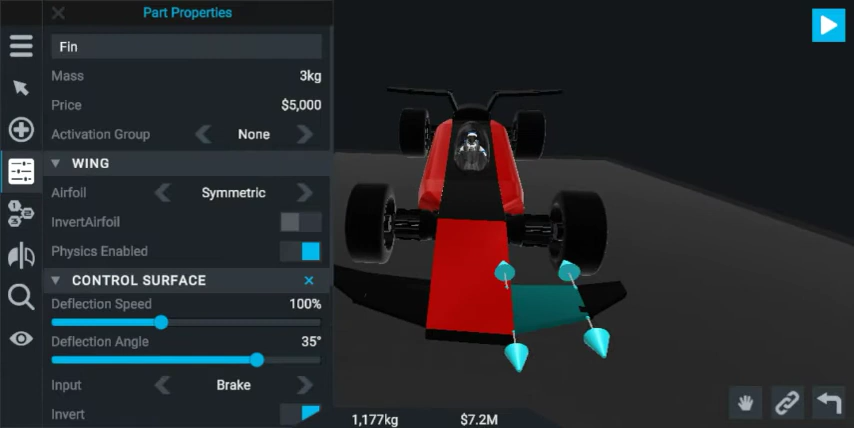 Part Properties
Fin
Mass 3kg
Price $5,000
Activation Group None
WING
Airfoil Symmetric
InvertAirfoil
Physics Enabled
CONTROL SURFACE
Deflection Speed 100%
Deflection Angle 35°
Input Brake
Invert
1,177kg $7.2M